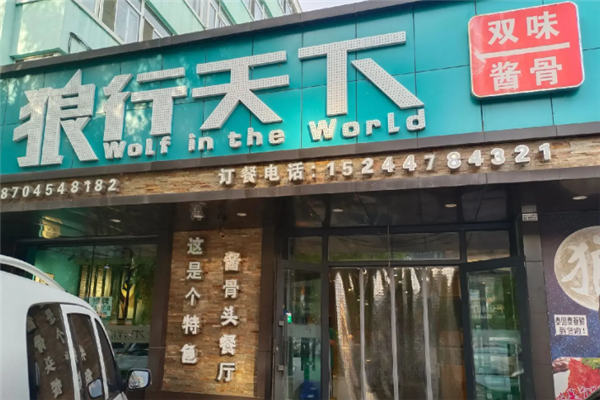 狼行天下
Wolf in the World
双味
酱骨
8704548182
订餐电话:15244784321
这是个特色
酱骨头餐厅
狼